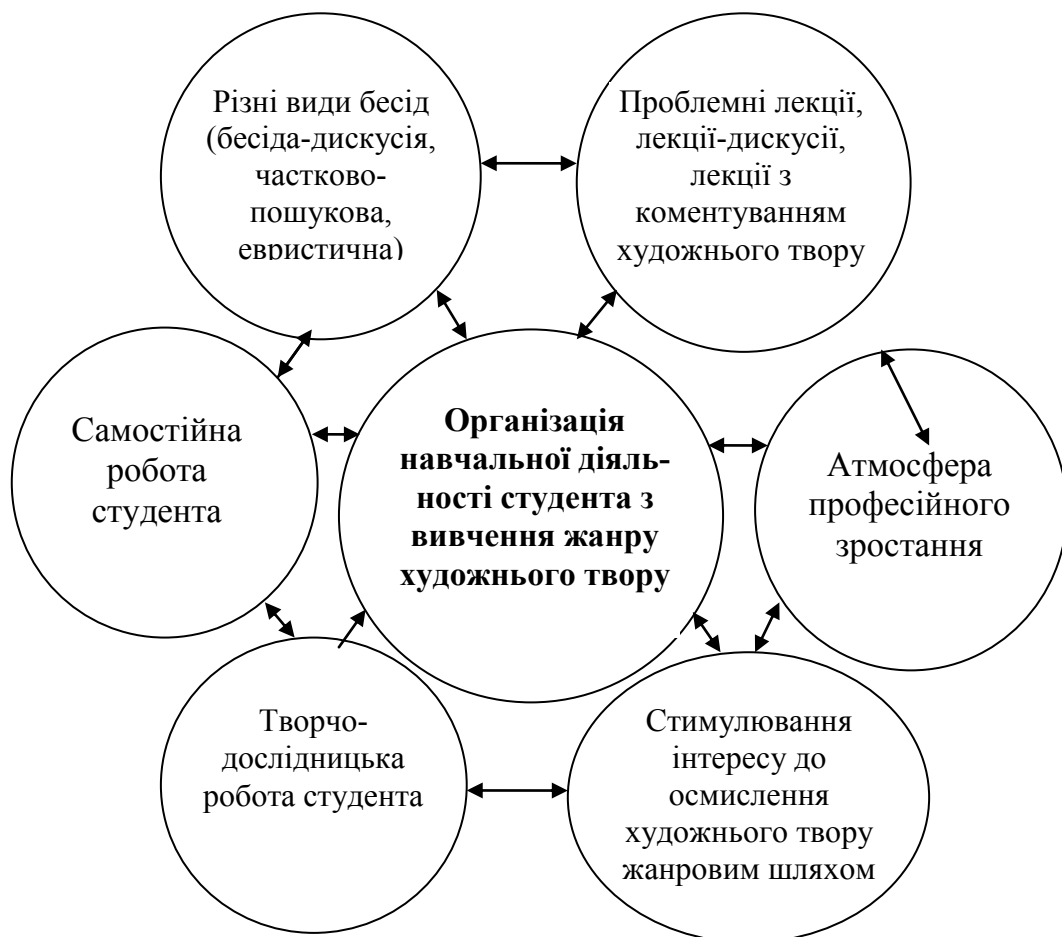 Різні види бесід
(бесіда-дискусія,
частково-
пошукова,
евристична)
Проблемні лекції,
лекції-дискусії,
лекції з
коментуванням
художнього твору
Самостійна
робота
студента
Організація
навчальної діяль-
ності студента з
вивчення жанру
художнього твору
Атмосфера
професійного
зростання
Творчо-
дослідницька
робота студента
Стимулювання
інтересу до
осмислення
художнього твору
жанровим шляхом